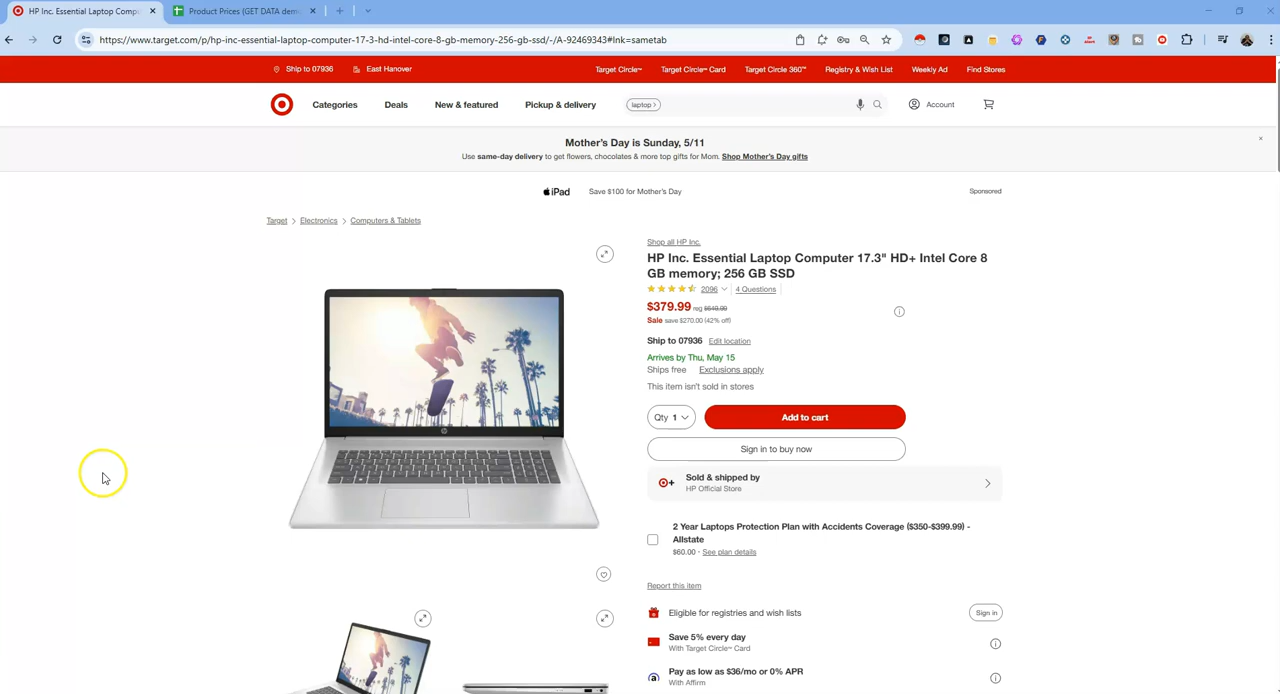 HP Inc. Essential Laptop Comput
Product Prices (GET DATA dem
https://www.target.com/p/hp-inc-essential-laptop-computer-17-3-hd-intel-core-8-gb-memory-256-gb-ssd/-/A-92469343#lnk=sametab
Ship to 07936 East Hanover Target Circle™ Target Circle™ Card Target Circle 360™ Registry & Wish List Weekly Ad Find Stores
Categories Deals New & featured Pickup & delivery laptop Account
Mother's Day is Sunday, 5/11
Use same-day delivery to get flowers, chocolates & more top gifts for Mom. Shop Mother's Day gifts
iPad Save $100 for Mother's Day Sponsored
Target Electronics Computers & Tablets
Shop all HP Inc.
HP Inc. Essential Laptop Computer 17.3" HD+ Intel Core 8
GB memory; 256 GB SSD
2096 4 Questions
$379.99 reg $649.99
Sale save $270.00 (42% off)
Ship to 07936 Edit location
Arrives by Thu, May 15
Ships free Exclusions apply
This item isn't sold in stores
Qty 1 Add to cart
Sign in to buy now
Sold & shipped by
HP Official Store
2 Year Laptops Protection Plan with Accidents Coverage ($350-$399.99) -
Allstate
$60.00 · See plan details
Report this item
Eligible for registries and wish lists Sign in
Save 5% every day
With Target Circle™ Card
Pay as low as $36/mo or 0% APR
With Affirm